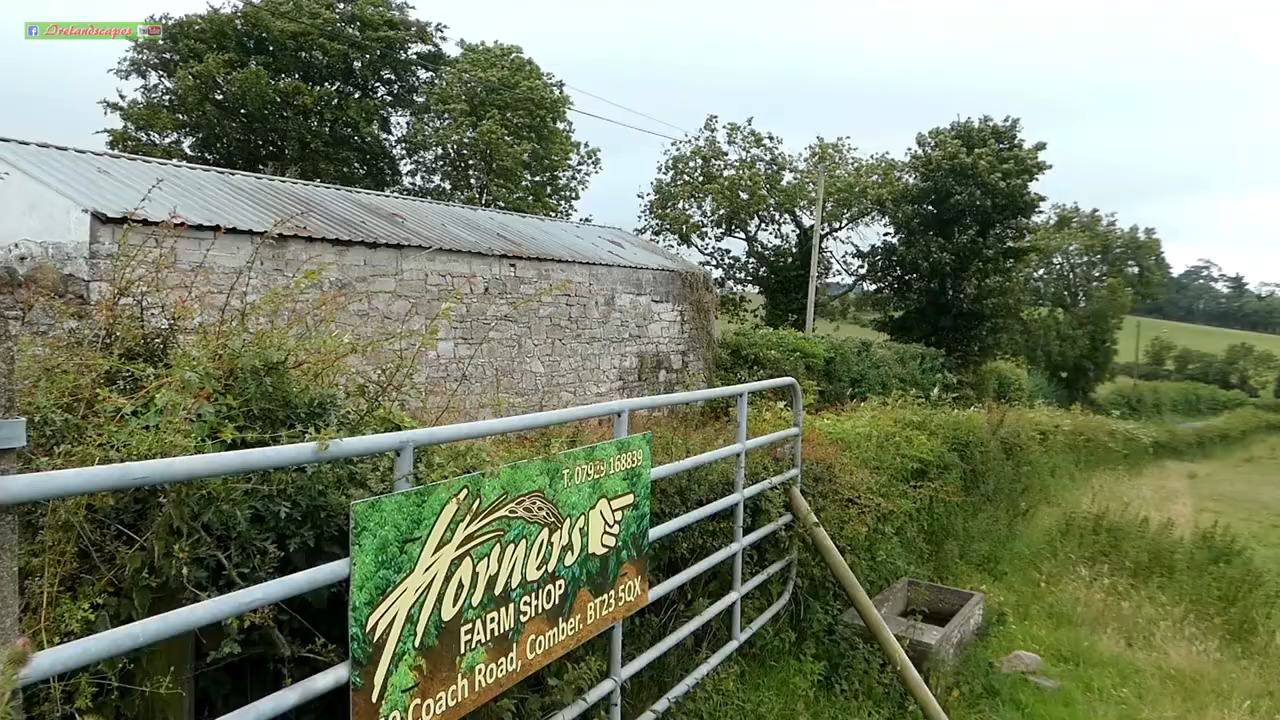 Irelandscapes
T. 07929 168839
Horners
FARM SHOP
Coach Road, Comber. BT23 5QX